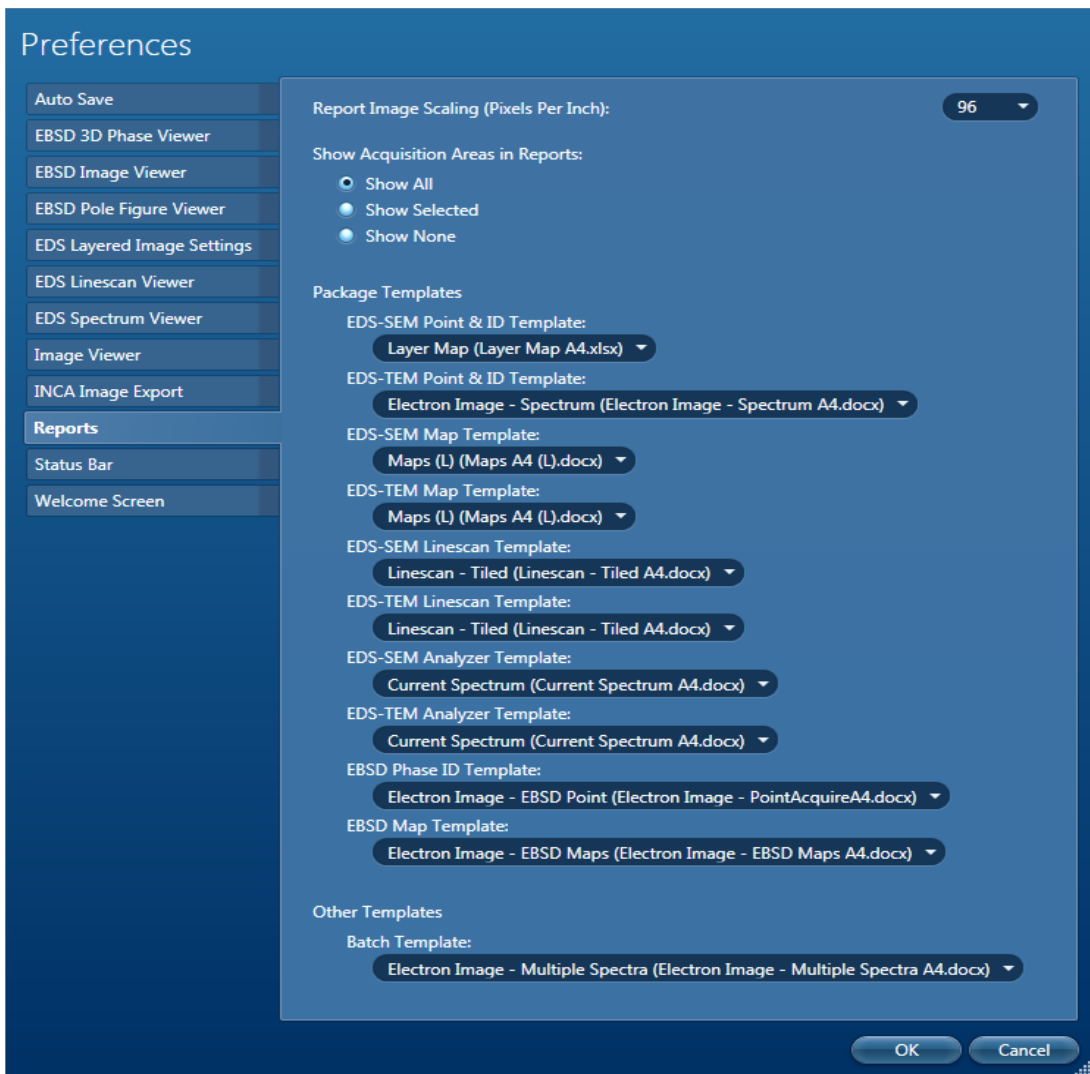 Preferences
Auto Save
EBSD 3D Phase Viewer
EBSD Image Viewer
EBSD Pole Figure Viewer
EDS Layered Image Settings
EDS Linescan Viewer
EDS Spectrum Viewer
Image Viewer
INCA Image Export
Reports
Status Bar
Welcome Screen
Report Image Scaling (Pixels Per Inch):
96
Show Acquisition Areas in Reports:
Show All
Show Selected
Show None
Package Templates
EDS-SEM Point & ID Template:
Layer Map (Layer Map A4.xlsx)
EDS-TEM Point & ID Template:
Electron Image - Spectrum (Electron Image - Spectrum A4.docx)
EDS-SEM Map Template:
Maps (L) (Maps A4 (L).docx)
EDS-TEM Map Template:
Maps (L) (Maps A4 (L).docx)
EDS-SEM Linescan Template:
Linescan - Tiled (Linescan - Tiled A4.docx)
EDS-TEM Linescan Template:
Linescan - Tiled (Linescan - Tiled A4.docx)
EDS-SEM Analyzer Template:
Current Spectrum (Current Spectrum A4.docx)
EDS-TEM Analyzer Template:
Current Spectrum (Current Spectrum A4.docx)
EBSD Phase ID Template:
Electron Image - EBSD Point (Electron Image - PointAcquireA4.docx)
EBSD Map Template:
Electron Image - EBSD Maps (Electron Image - EBSD Maps A4.docx)
Other Templates
Batch Template:
Electron Image - Multiple Spectra (Electron Image - Multiple Spectra A4.docx)
OK
Cancel